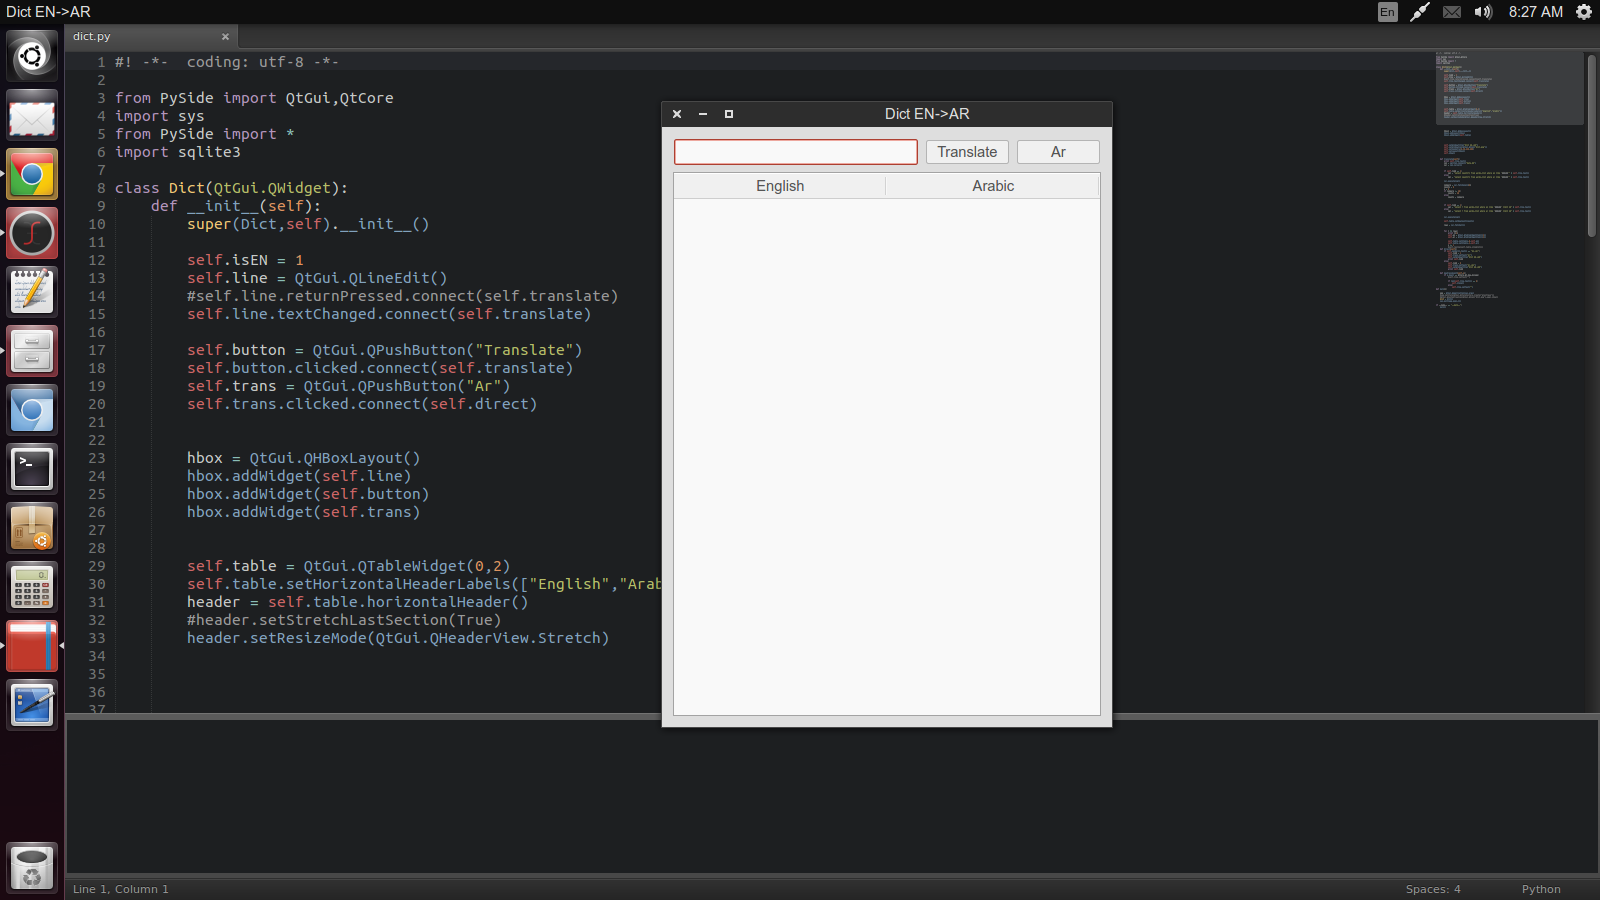 Dict EN->AR
En
8:27 AM
dict.py ×
1 #! -*-  coding: utf-8 -*-
2
3 from PySide import QtGui,QtCore
4 import sys
5 from PySide import *
6 import sqlite3
7
8 class Dict(QtGui.QWidget):
9     def __init__(self):
10         super(Dict,self).__init__()
11
12         self.isEN = 1
13         self.line = QtGui.QLineEdit()
14         #self.line.returnPressed.connect(self.translate)
15         self.line.textChanged.connect(self.translate)
16
17         self.button = QtGui.QPushButton("Translate")
18         self.button.clicked.connect(self.translate)
19         self.trans = QtGui.QPushButton("Ar")
20         self.trans.clicked.connect(self.direct)
21
22
23         hbox = QtGui.QHBoxLayout()
24         hbox.addWidget(self.line)
25         hbox.addWidget(self.button)
26         hbox.addWidget(self.trans)
27
28
29         self.table = QtGui.QTableWidget(0,2)
30         self.table.setHorizontalHeaderLabels(["English","Arab
31         header = self.table.horizontalHeader()
32         #header.setStretchLastSection(True)
33         header.setResizeMode(QtGui.QHeaderView.Stretch)
34
35
36
37
Dict EN->AR
Translate
Ar
English
Arabic
Line 1, Column 1
Spaces: 4
Python